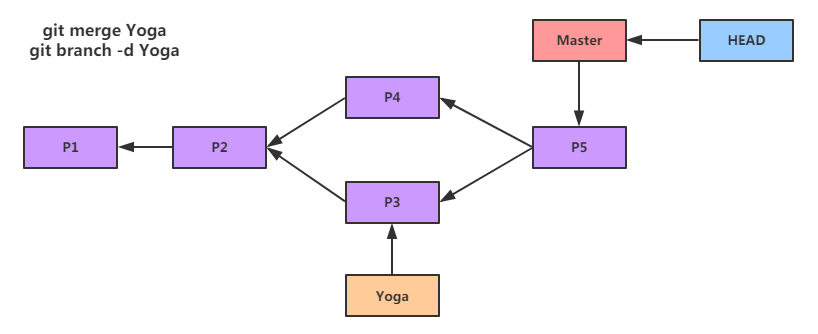 git merge Yoga
git branch -d Yoga
Master
HEAD
P4
P1
P2
P5
P3
Yoga